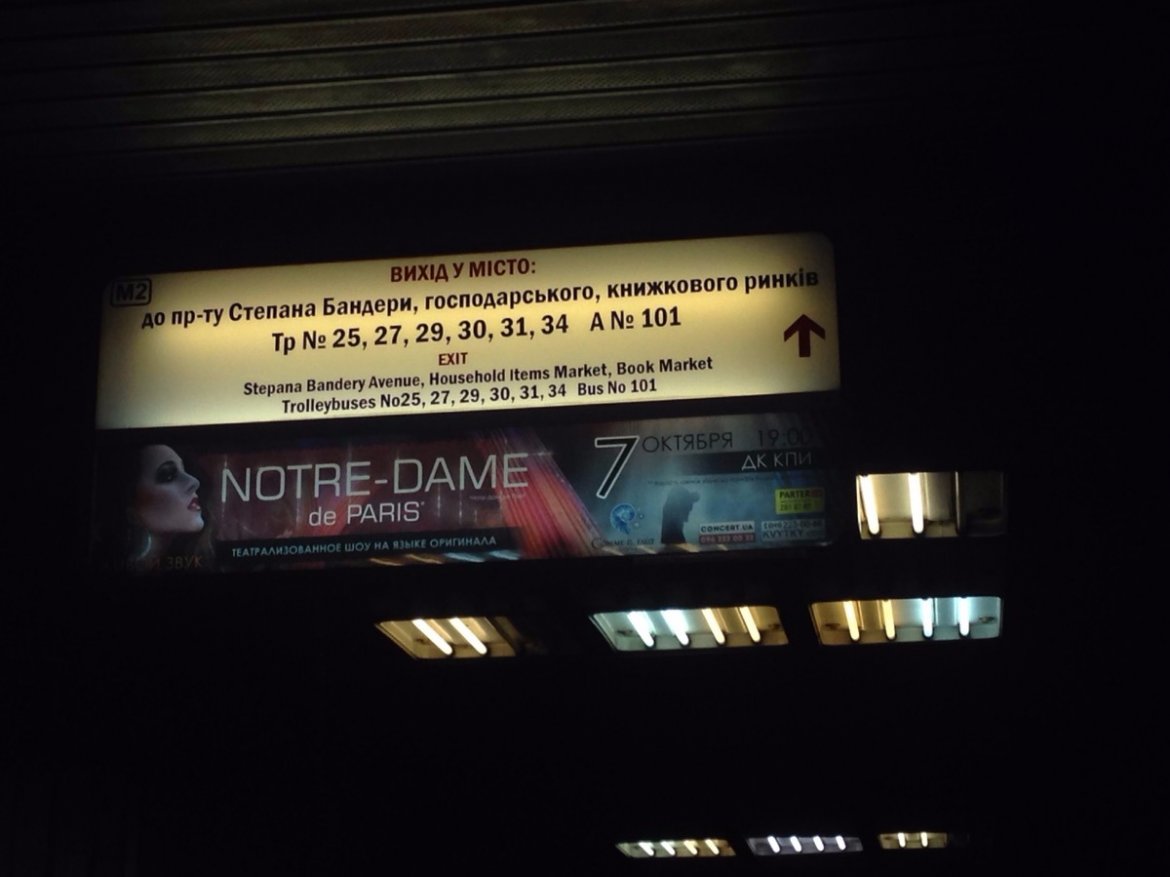 M2
ВИХІД У МІСТО:
до пр-ту Степана Бандери, господарського, книжкового ринків
Тр № 25, 27, 29, 30, 31, 34 А № 101
EXIT
Stepana Bandery Avenue, Household Items Market, Book Market
Trolleybuses No25, 27, 29, 30, 31, 34 Bus No 101
NOTRE-DAME
de PARIS
ТЕАТРАЛИЗОВАННОЕ ШОУ НА ЯЗЫКЕ ОРИГИНАЛА
ЗВУК
7 ОКТЯБРЯ 19:00
ДК КПИ
PARTER
CONCERT.UA
KVYTKY